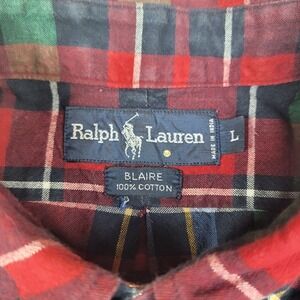 Ralph Lauren
MADE IN INDIA
L
BLAIRE
100% COTTON